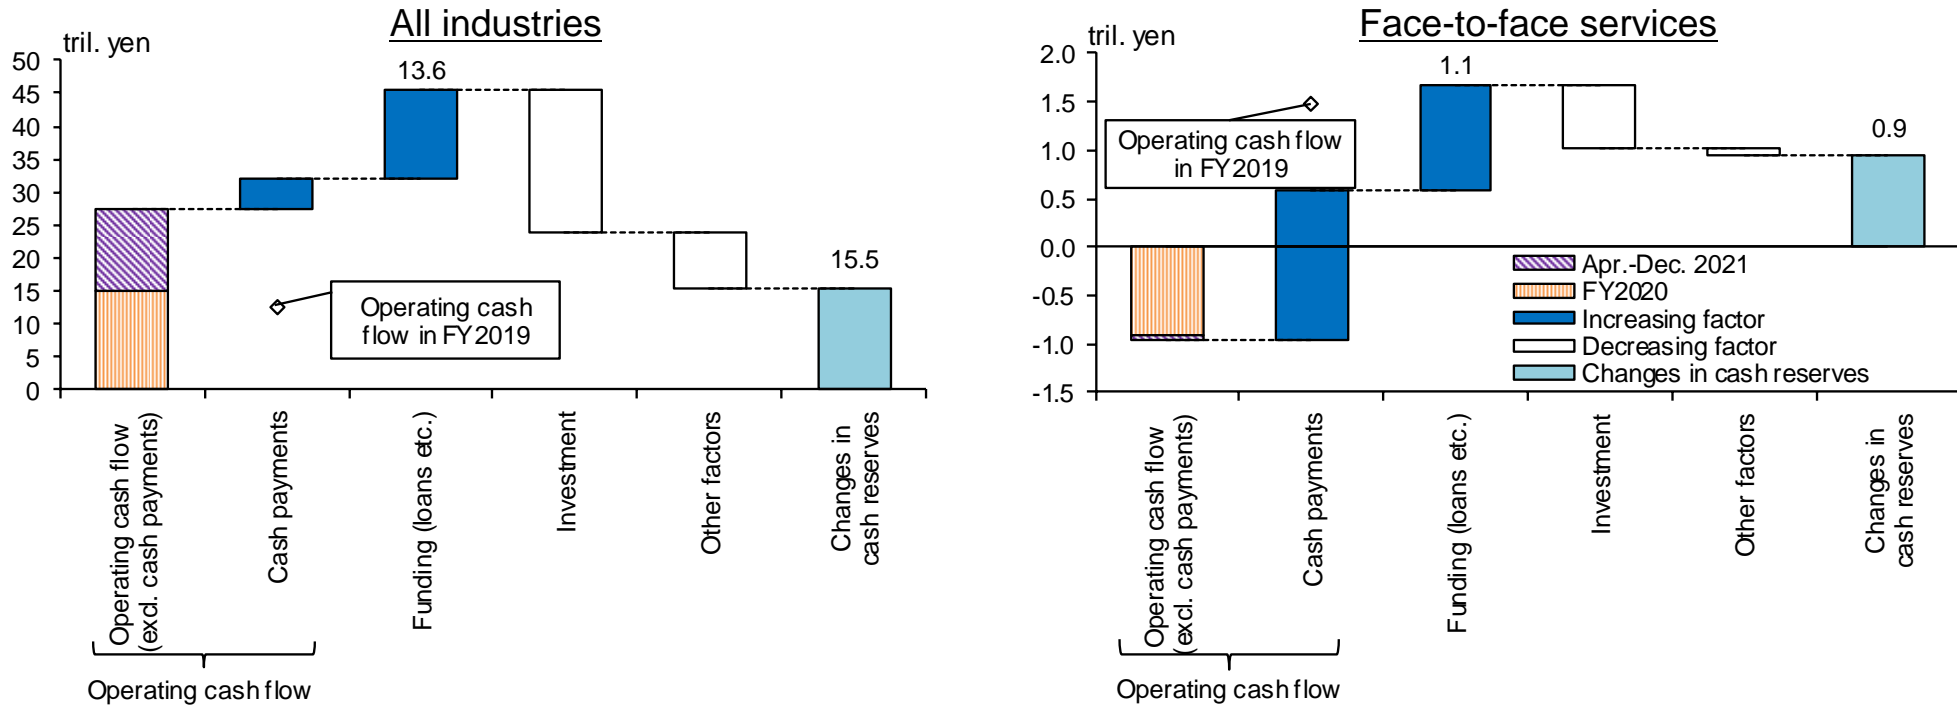 All industries
tril. yen
50
45
40
35
30
25
20
15
10
5
0
13.6
15.5
Operating cash
flow in FY2019
Operating cash flow
(excl. cash payments)
Cash payments
Funding (loans etc.)
Investment
Other factors
Changes in
cash reserves
Operating cash flow
Face-to-face services
tril. yen
2.0
1.5
1.0
0.5
0.0
-0.5
-1.0
-1.5
1.1
0.9
Operating cash flow
in FY2019
Apr.-Dec. 2021
FY2020
Increasing factor
Decreasing factor
Changes in cash reserves
Operating cash flow
(excl. cash payments)
Cash payments
Funding (loans etc.)
Investment
Other factors
Changes in
cash reserves
Operating cash flow